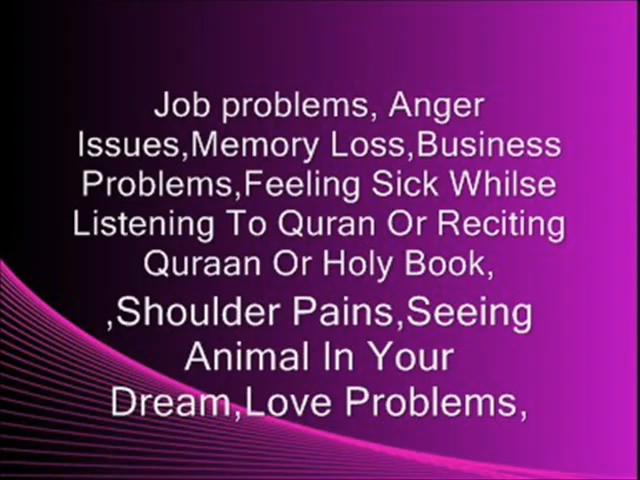 Job problems, Anger
Issues,Memory Loss,Business
Problems,Feeling Sick Whilse
Listening To Quran Or Reciting
Quraan Or Holy Book,
,Shoulder Pains,Seeing
Animal In Your
Dream,Love Problems,